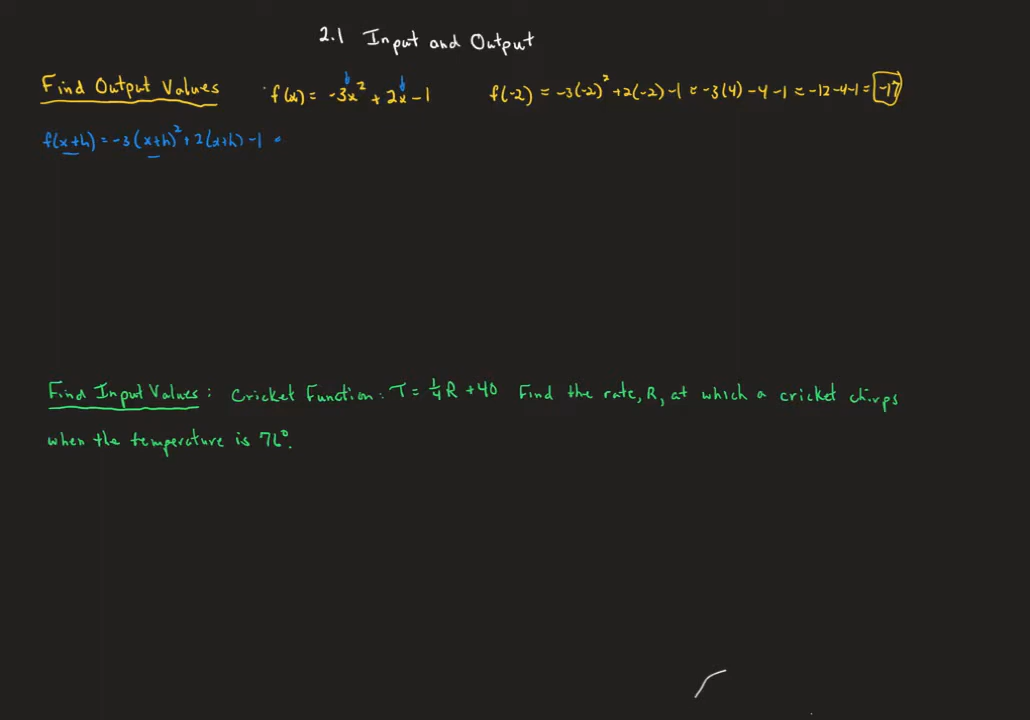 2.1 Input and Output
Find Output Values f(x) = -3x² + 2x - 1 f(-2) = -3(-2)² + 2(-2) - 1 = -3(4) - 4 - 1 = -12 - 4 - 1 = -17
f(x+h) = -3(x+h)² + 2(x+h) - 1 =
Find Input Values: Cricket Function: T = 1/4 R + 40 Find the rate, R, at which a cricket chirps
when the temperature is 76°.